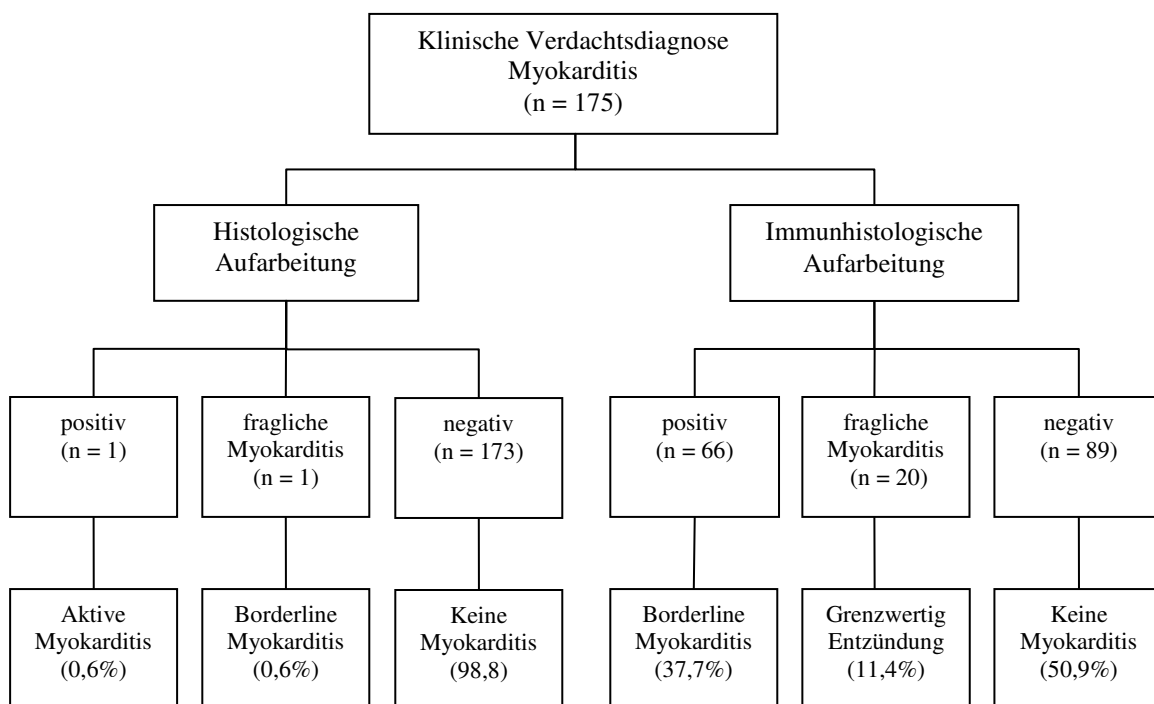 Klinische Verdachtsdiagnose
Myokarditis
(n = 175)
Histologische
Aufarbeitung
Immunhistologische
Aufarbeitung
positiv
(n = 1)
fragliche
Myokarditis
(n = 1)
negativ
(n = 173)
positiv
(n = 66)
fragliche
Myokarditis
(n = 20)
negativ
(n = 89)
Aktive
Myokarditis
(0,6%)
Borderline
Myokarditis
(0,6%)
Keine
Myokarditis
(98,8)
Borderline
Myokarditis
(37,7%)
Grenzwertig
Entzündung
(11,4%)
Keine
Myokarditis
(50,9%)